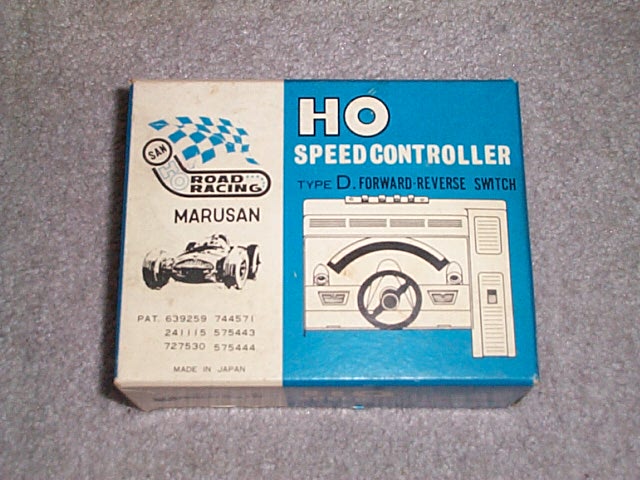 SAN
HO
ROAD
RACING
MARUSAN
PAT. 639259 744571
241115 575443
727530 575444
MADE IN JAPAN
HO
SPEED CONTROLLER
TYPE D. FORWARD-REVERSE SWITCH